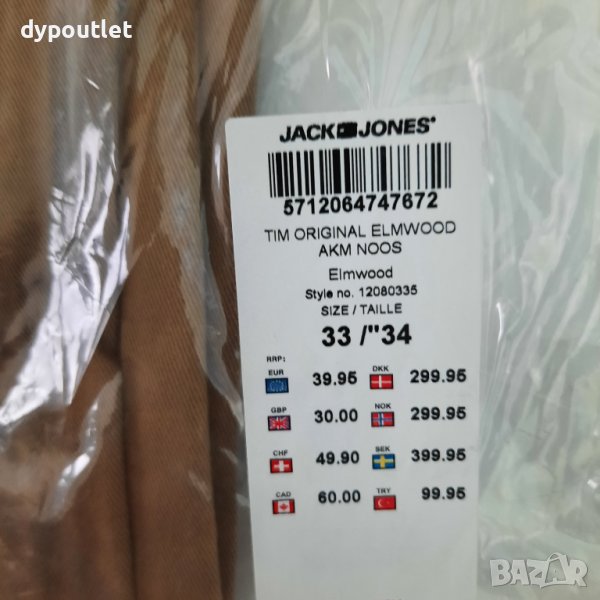 dypoutlet
JACK JONES®
5712064747672
TIM ORIGINAL ELMWOOD
AKM NOOS
Elmwood
Style no. 12080335
SIZE / TAILLE
33 /"34
RRP:
EUR 39.95 DKK 299.95
GBP 30.00 NOK 299.95
CHF 49.90 SEK 399.95
CAD 60.00 TRY 99.95
BAZAR